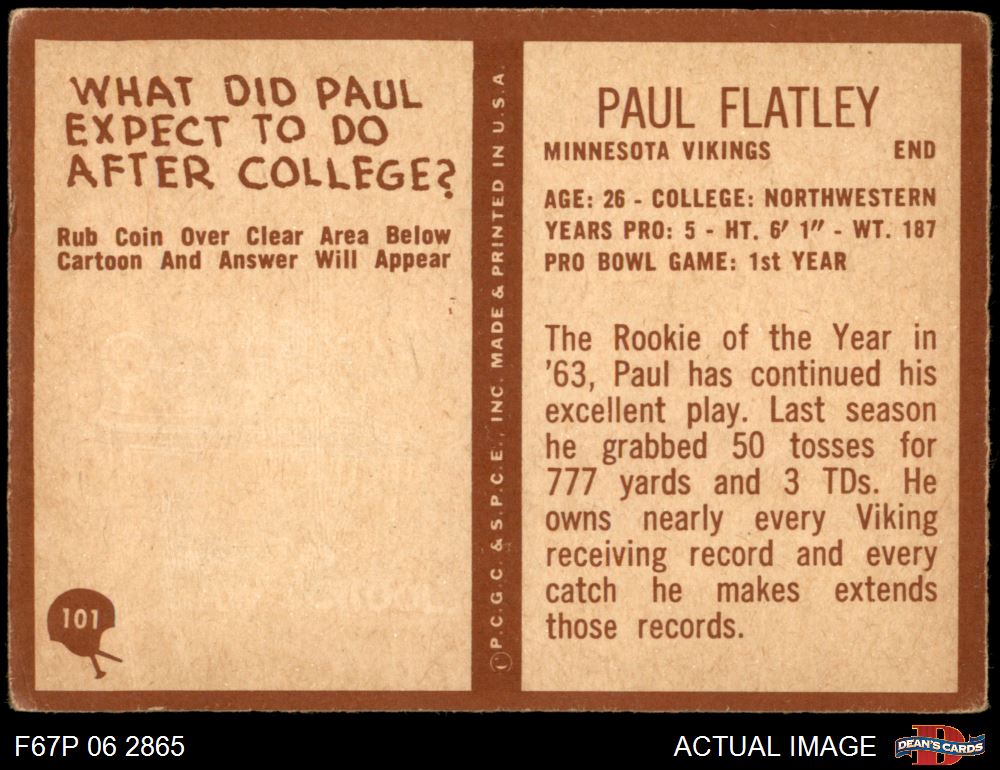 WHAT DID PAUL
EXPECT TO DO
AFTER COLLEGE?
Rub Coin Over Clear Area Below
Cartoon And Answer Will Appear
101
© P.C.G.C. & S.P.C.E., INC. MADE & PRINTED IN U.S.A.
PAUL FLATLEY
MINNESOTA VIKINGS END
AGE: 26 - COLLEGE: NORTHWESTERN
YEARS PRO: 5 - HT. 6' 1" - WT. 187
PRO BOWL GAME: 1st YEAR
The Rookie of the Year in
'63, Paul has continued his
excellent play. Last season
he grabbed 50 tosses for
777 yards and 3 TDs. He
owns nearly every Viking
receiving record and every
catch he makes extends
those records.
F67P 06 2865
ACTUAL IMAGE
D
DEAN'S CARDS